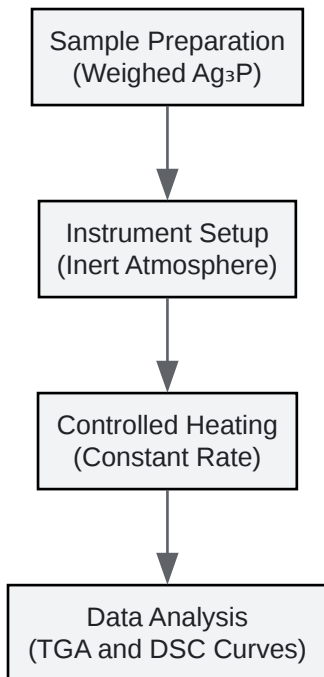 Sample Preparation
(Weighed Ag₃P)
Instrument Setup
(Inert Atmosphere)
Controlled Heating
(Constant Rate)
Data Analysis
(TGA and DSC Curves)